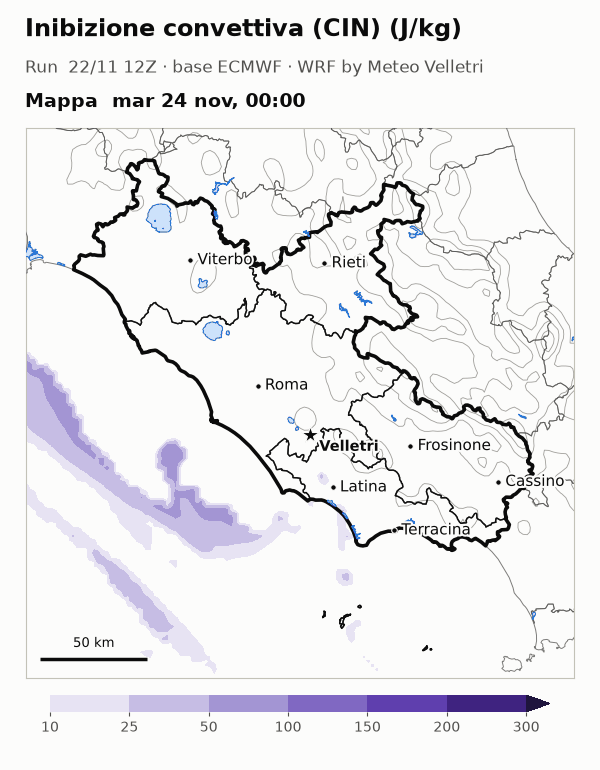 Inibizione convettiva (CIN) (J/kg)
Run  22/11 12Z · base ECMWF · WRF by Meteo Velletri
Mappa  mar 24 nov, 00:00
Viterbo
Rieti
Roma
Velletri
Frosinone
Cassino
Latina
Terracina
50 km
10 25 50 100 150 200 300